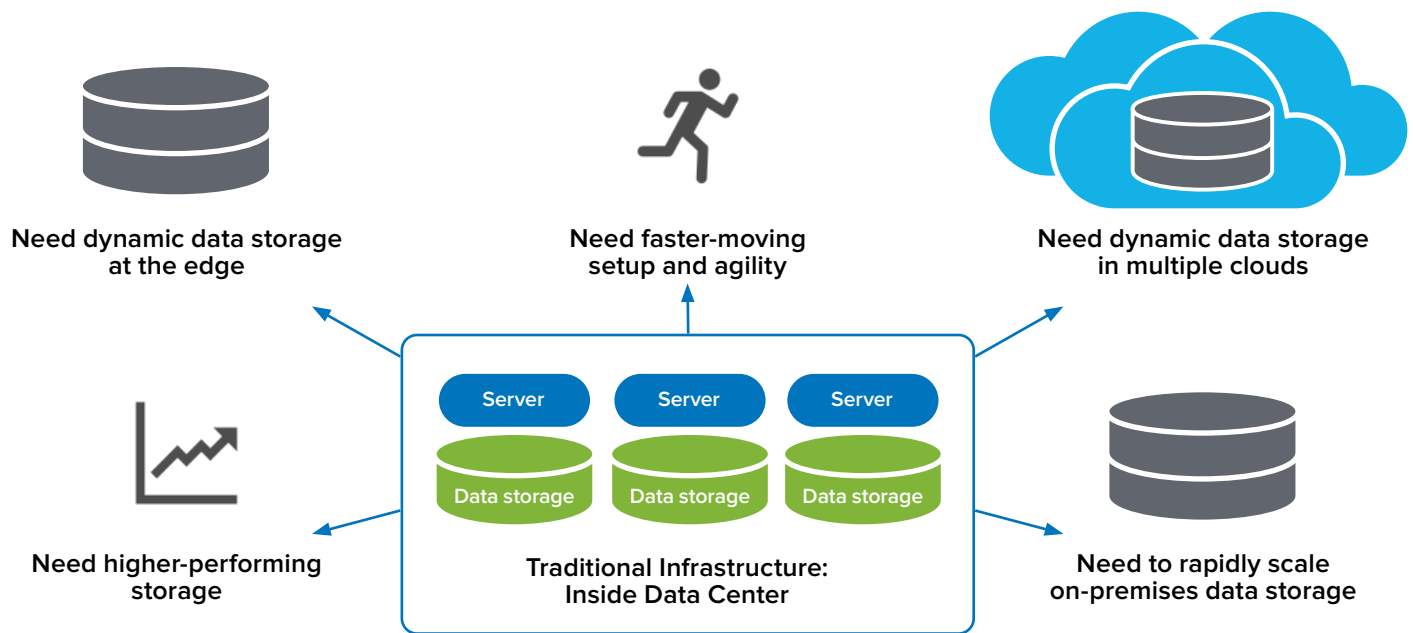 Need dynamic data storage
at the edge
Need faster-moving
setup and agility
Need dynamic data storage
in multiple clouds
Server
Server
Server
Data storage
Data storage
Data storage
Need higher-performing
storage
Traditional Infrastructure:
Inside Data Center
Need to rapidly scale
on-premises data storage